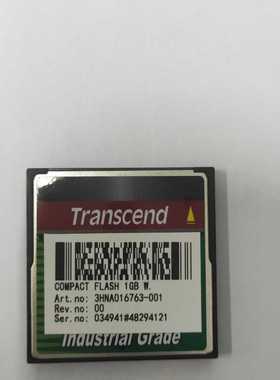 Transcend
COMPACT FLASH 1GB W.
Art.no: 3HNA016763-001
Rev.no: 00
Ser.no: 034941#48294121
Industrial Grade